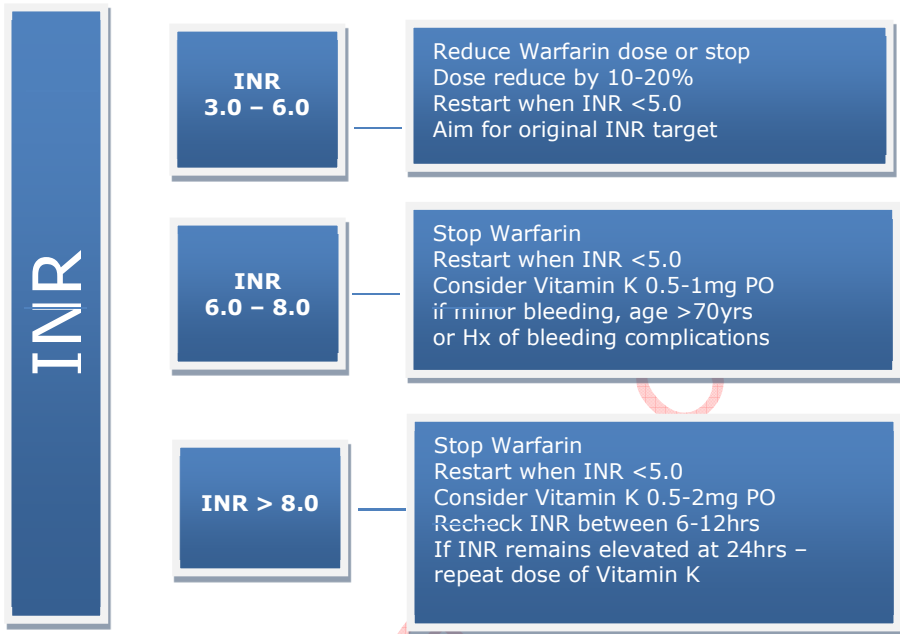 INR
INR
3.0 – 6.0
Reduce Warfarin dose or stop
Dose reduce by 10-20%
Restart when INR <5.0
Aim for original INR target
INR
6.0 – 8.0
Stop Warfarin
Restart when INR <5.0
Consider Vitamin K 0.5-1mg PO
if minor bleeding, age >70yrs
or Hx of bleeding complications
INR > 8.0
Stop Warfarin
Restart when INR <5.0
Consider Vitamin K 0.5-2mg PO
Recheck INR between 6-12hrs
If INR remains elevated at 24hrs –
repeat dose of Vitamin K